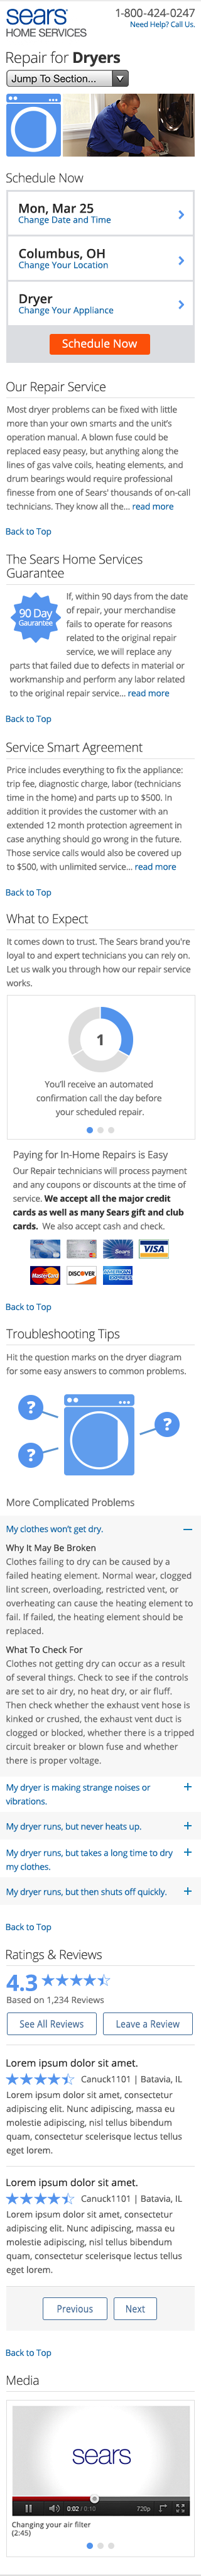 sears
HOME SERVICES
1-800-424-0247
Need Help? Call Us.
Repair for Dryers
Jump To Section...
Schedule Now
Mon, Mar 25
Change Date and Time
Columbus, OH
Change Your Location
Dryer
Change Your Appliance
Schedule Now
Our Repair Service
Most dryer problems can be fixed with little
more than your own smarts and the unit's
operation manual. A blown fuse could be
replaced easy peasy, but anything along the
lines of gas valve coils, heating elements, and
drum bearings would require professional
finesse from one of Sears' thousands of on-call
technicians. They know all the... read more
Back to Top
The Sears Home Services
Guarantee
90 Day
Gaurantee
If, within 90 days from the date
of repair, your merchandise
fails to operate for reasons
related to the original repair
service, we will replace any
parts that failed due to defects in material or
workmanship and perform any labor related
to the original repair service... read more
Back to Top
Service Smart Agreement
Price includes everything to fix the appliance:
trip fee, diagnostic charge, labor (technicians
time in the home) and parts up to $500. In
addition it provides the customer with an
extended 12 month protection agreement in
case anything should go wrong in the future.
Those service calls would also be covered up
to $500, with unlimited service... read more
Back to Top
What to Expect
It comes down to trust. The Sears brand you're
loyal to and expert technicians you can rely on.
Let us walk you through how our repair service
works.
1
You'll receive an automated
confirmation call the day before
your scheduled repair.
Paying for In-Home Repairs is Easy
Our Repair technicians will process payment
and any coupons or discounts at the time of
service. We accept all the major credit
cards as well as many Sears gift and club
cards. We also accept cash and check.
Sears
VISA
MasterCard
DISCOVER
AMERICAN
EXPRESS
Back to Top
Troubleshooting Tips
Hit the question marks on the dryer diagram
for some easy answers to common problems.
?
?
?
More Complicated Problems
My clothes won't get dry.
Why It May Be Broken
Clothes failing to dry can be caused by a
failed heating element. Normal wear, clogged
lint screen, overloading, restricted vent, or
overheating can cause the heating element to
fail. If failed, the heating element should be
replaced.
What To Check For
Clothes not getting dry can occur as a result
of several things. Check to see if the controls
are set to air dry, no heat dry, or air fluff.
Then check whether the exhaust vent hose is
kinked or crushed, the exhaust vent duct is
clogged or blocked, whether there is a tripped
circuit breaker or blown fuse and whether
there is proper voltage.
My dryer is making strange noises or
vibrations.
My dryer runs, but never heats up.
My dryer runs, but takes a long time to dry
my clothes.
My dryer runs, but then shuts off quickly.
Back to Top
Ratings & Reviews
4.3
Based on 1,234 Reviews
See All Reviews
Leave a Review
Lorem ipsum dolor sit amet.
Canuck1101 | Batavia, IL
Lorem ipsum dolor sit amet, consectetur
adipiscing elit. Nunc adipiscing, massa eu
molestie adipiscing, nisl tellus bibendum
quam, consectetur scelerisque lectus tellus
eget lorem.
Lorem ipsum dolor sit amet.
Canuck1101 | Batavia, IL
Lorem ipsum dolor sit amet, consectetur
adipiscing elit. Nunc adipiscing, massa eu
molestie adipiscing, nisl tellus bibendum
quam, consectetur scelerisque lectus tellus
eget lorem.
Previous
Next
Back to Top
Media
sears
0:02 / 0:10
720p
Changing your air filter
(2:45)